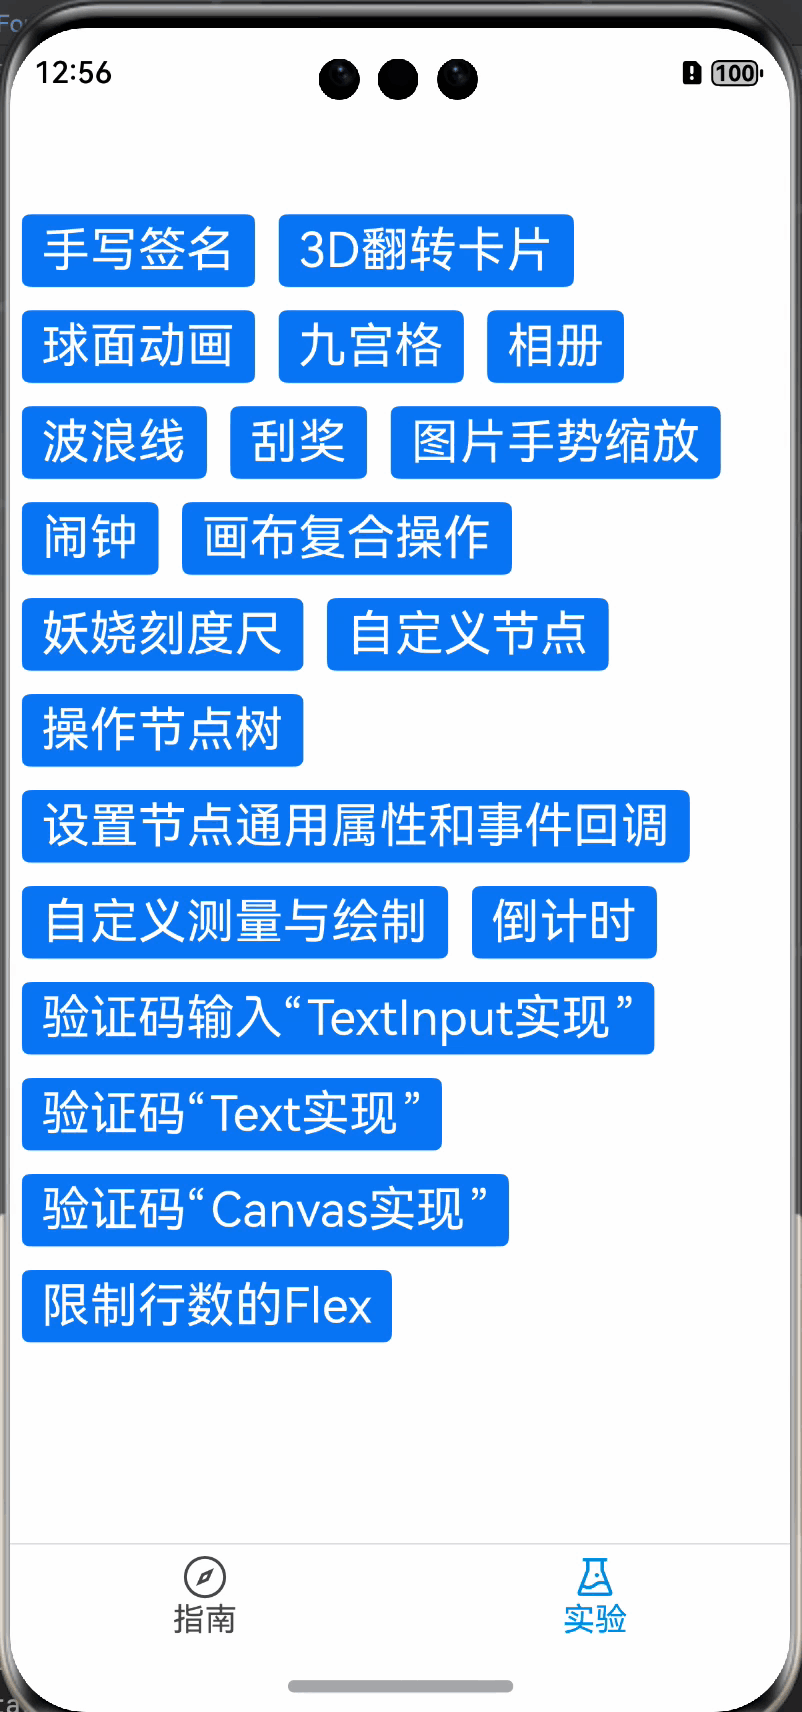 Fo
12:56
100
手写签名 3D翻转卡片
球面动画 九宫格 相册
波浪线 刮奖 图片手势缩放
闹钟 画布复合操作
妖娆刻度尺 自定义节点
操作节点树
设置节点通用属性和事件回调
自定义测量与绘制 倒计时
验证码输入“TextInput实现”
验证码“Text实现”
验证码“Canvas实现”
限制行数的Flex
指南 实验
ta